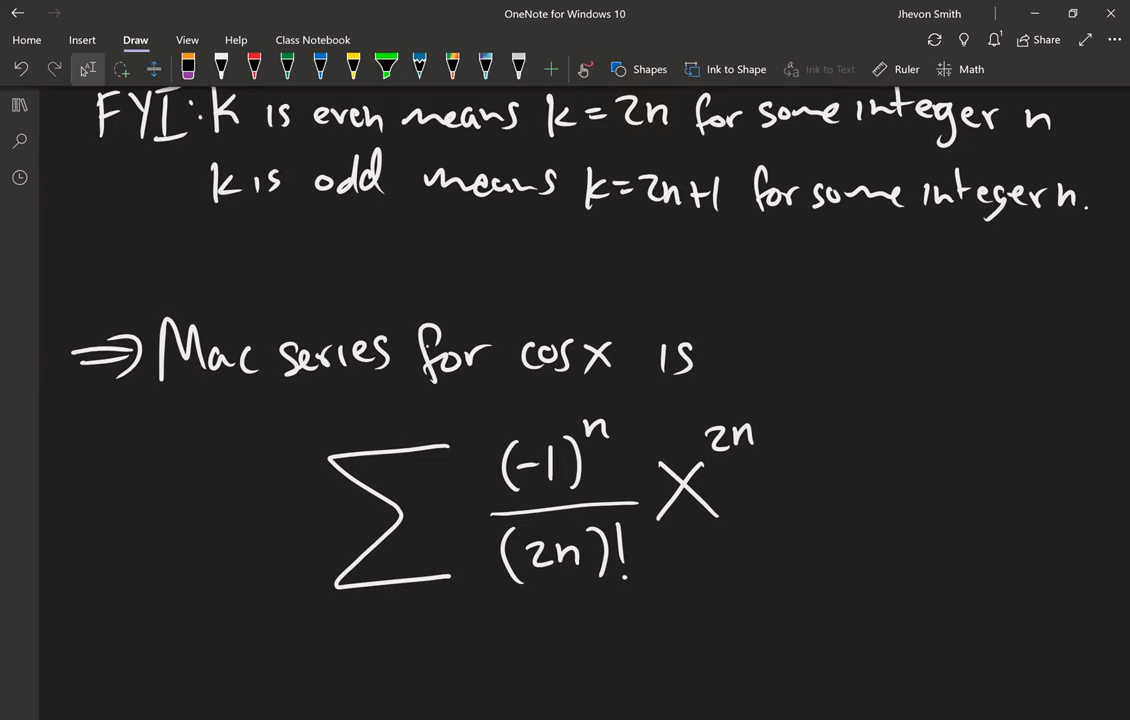 OneNote for Windows 10
Jhevon Smith
Home Insert Draw View Help Class Notebook Share
Shapes Ink to Shape Ink to Text Ruler Math
FYI: K is even means k = 2n for some integer n
k is odd means k = 2n+1 for some integer n.
⇒ Mac series for cos x is
∑ (-1)^n / (2n)! x^2n